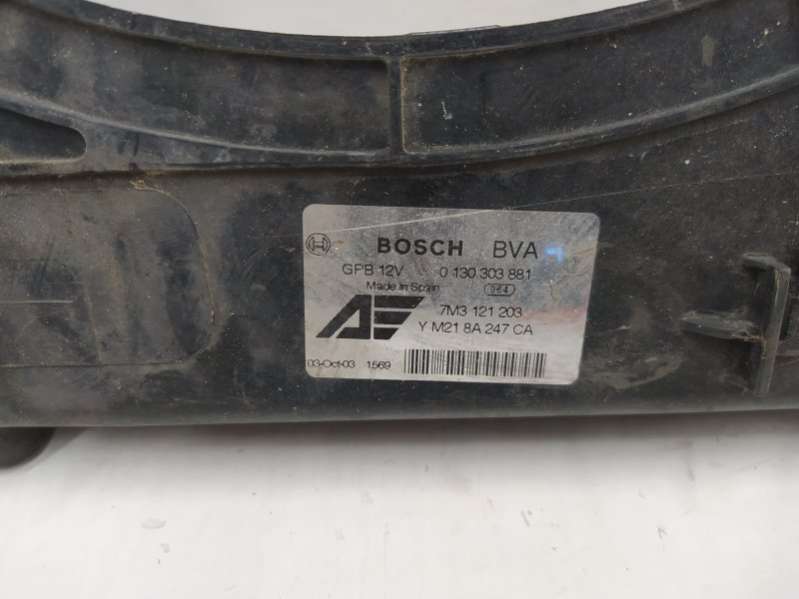 BOSCH BVA
GPB 12V 0 130 303 881
Made in Spain 064
7M3 121 203
Y M21 8A 247 CA
03-Oct-03 1569